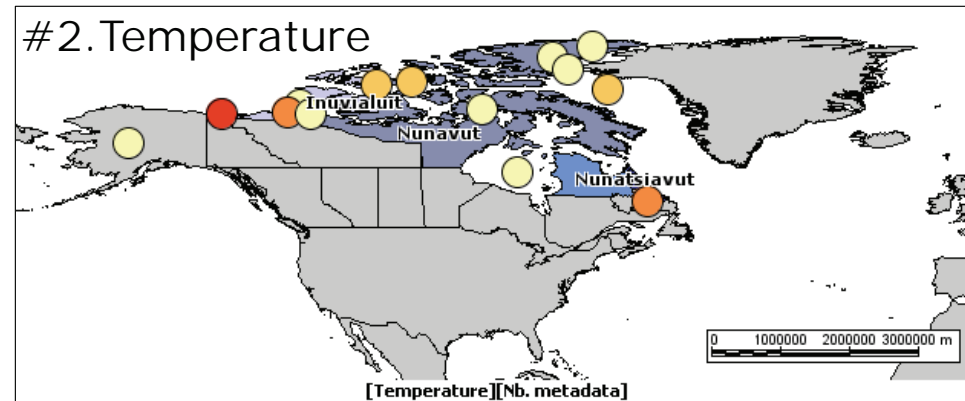 #2.Temperature
Inuvialuit
Nunavut
Nunatsiavut
0 1000000 2000000 3000000 m
[Temperature][Nb. metadata]